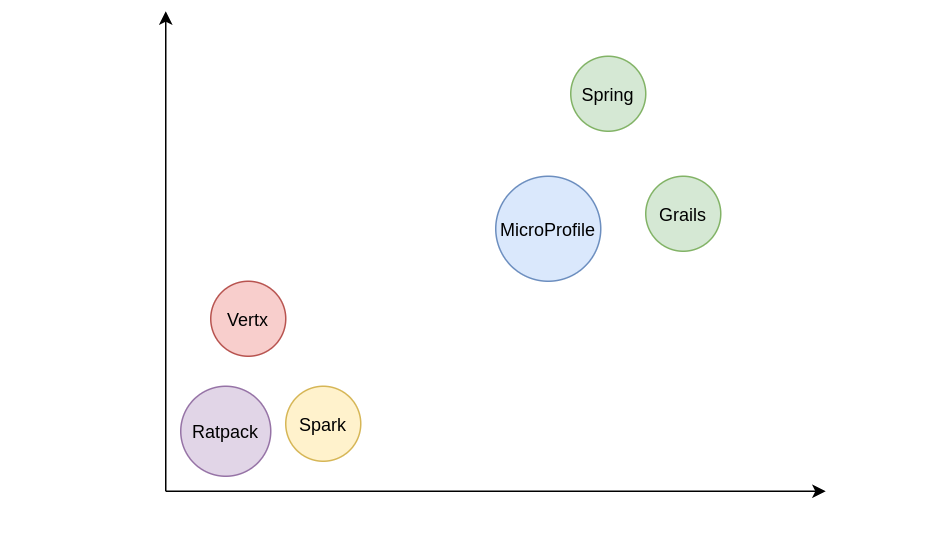 Spring
Grails
MicroProfile
Vertx
Spark
Ratpack